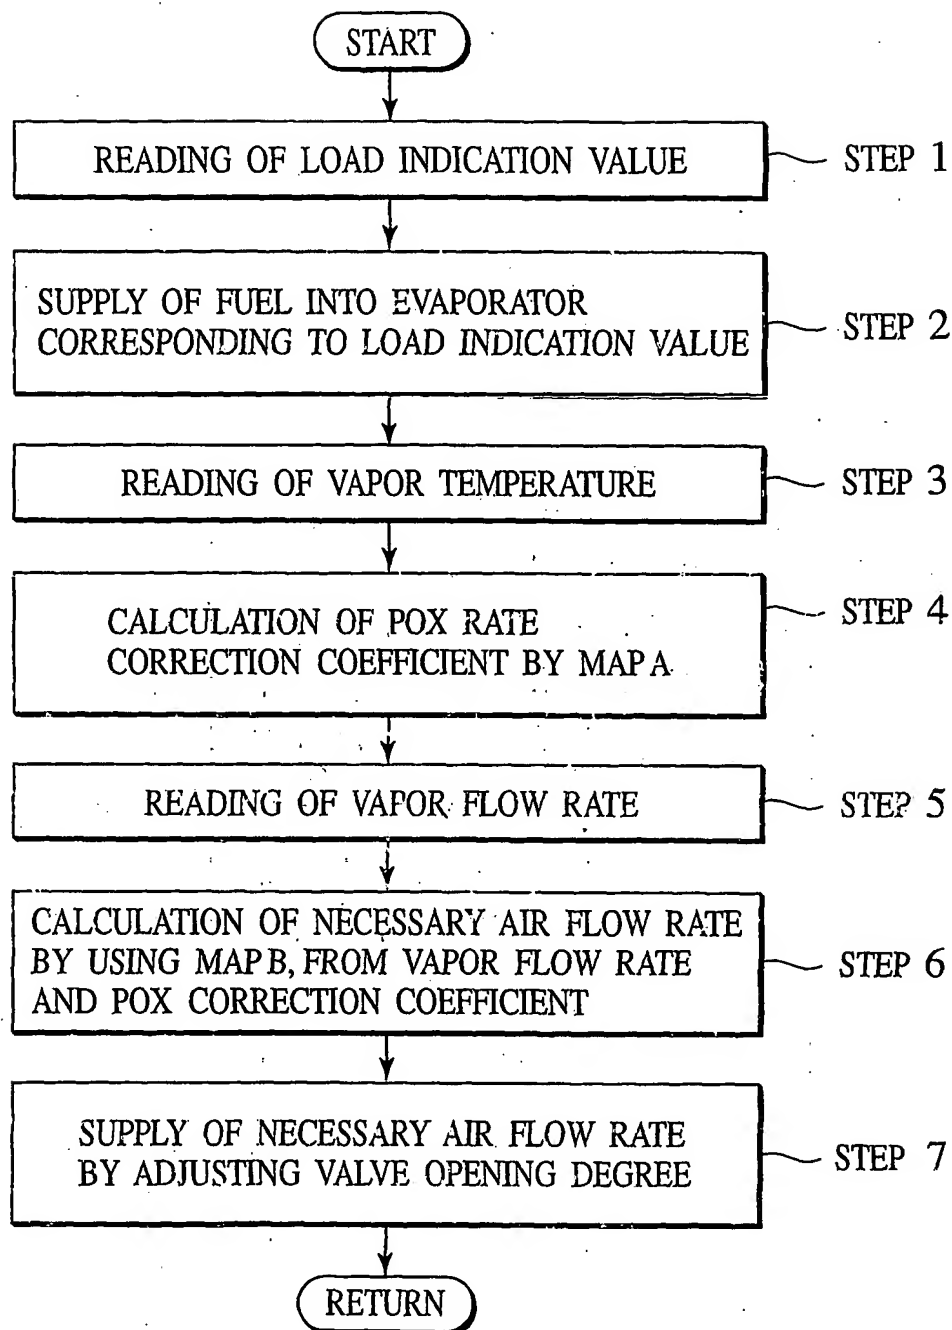 START
READING OF LOAD INDICATION VALUE
STEP 1
SUPPLY OF FUEL INTO EVAPORATOR
CORRESPONDING TO LOAD INDICATION VALUE
STEP 2
READING OF VAPOR TEMPERATURE
STEP 3
CALCULATION OF POX RATE
CORRECTION COEFFICIENT BY MAP A
STEP 4
READING OF VAPOR FLOW RATE
STEP 5
CALCULATION OF NECESSARY AIR FLOW RATE
BY USING MAP B, FROM VAPOR FLOW RATE
AND POX CORRECTION COEFFICIENT
STEP 6
SUPPLY OF NECESSARY AIR FLOW RATE
BY ADJUSTING VALVE OPENING DEGREE
STEP 7
RETURN